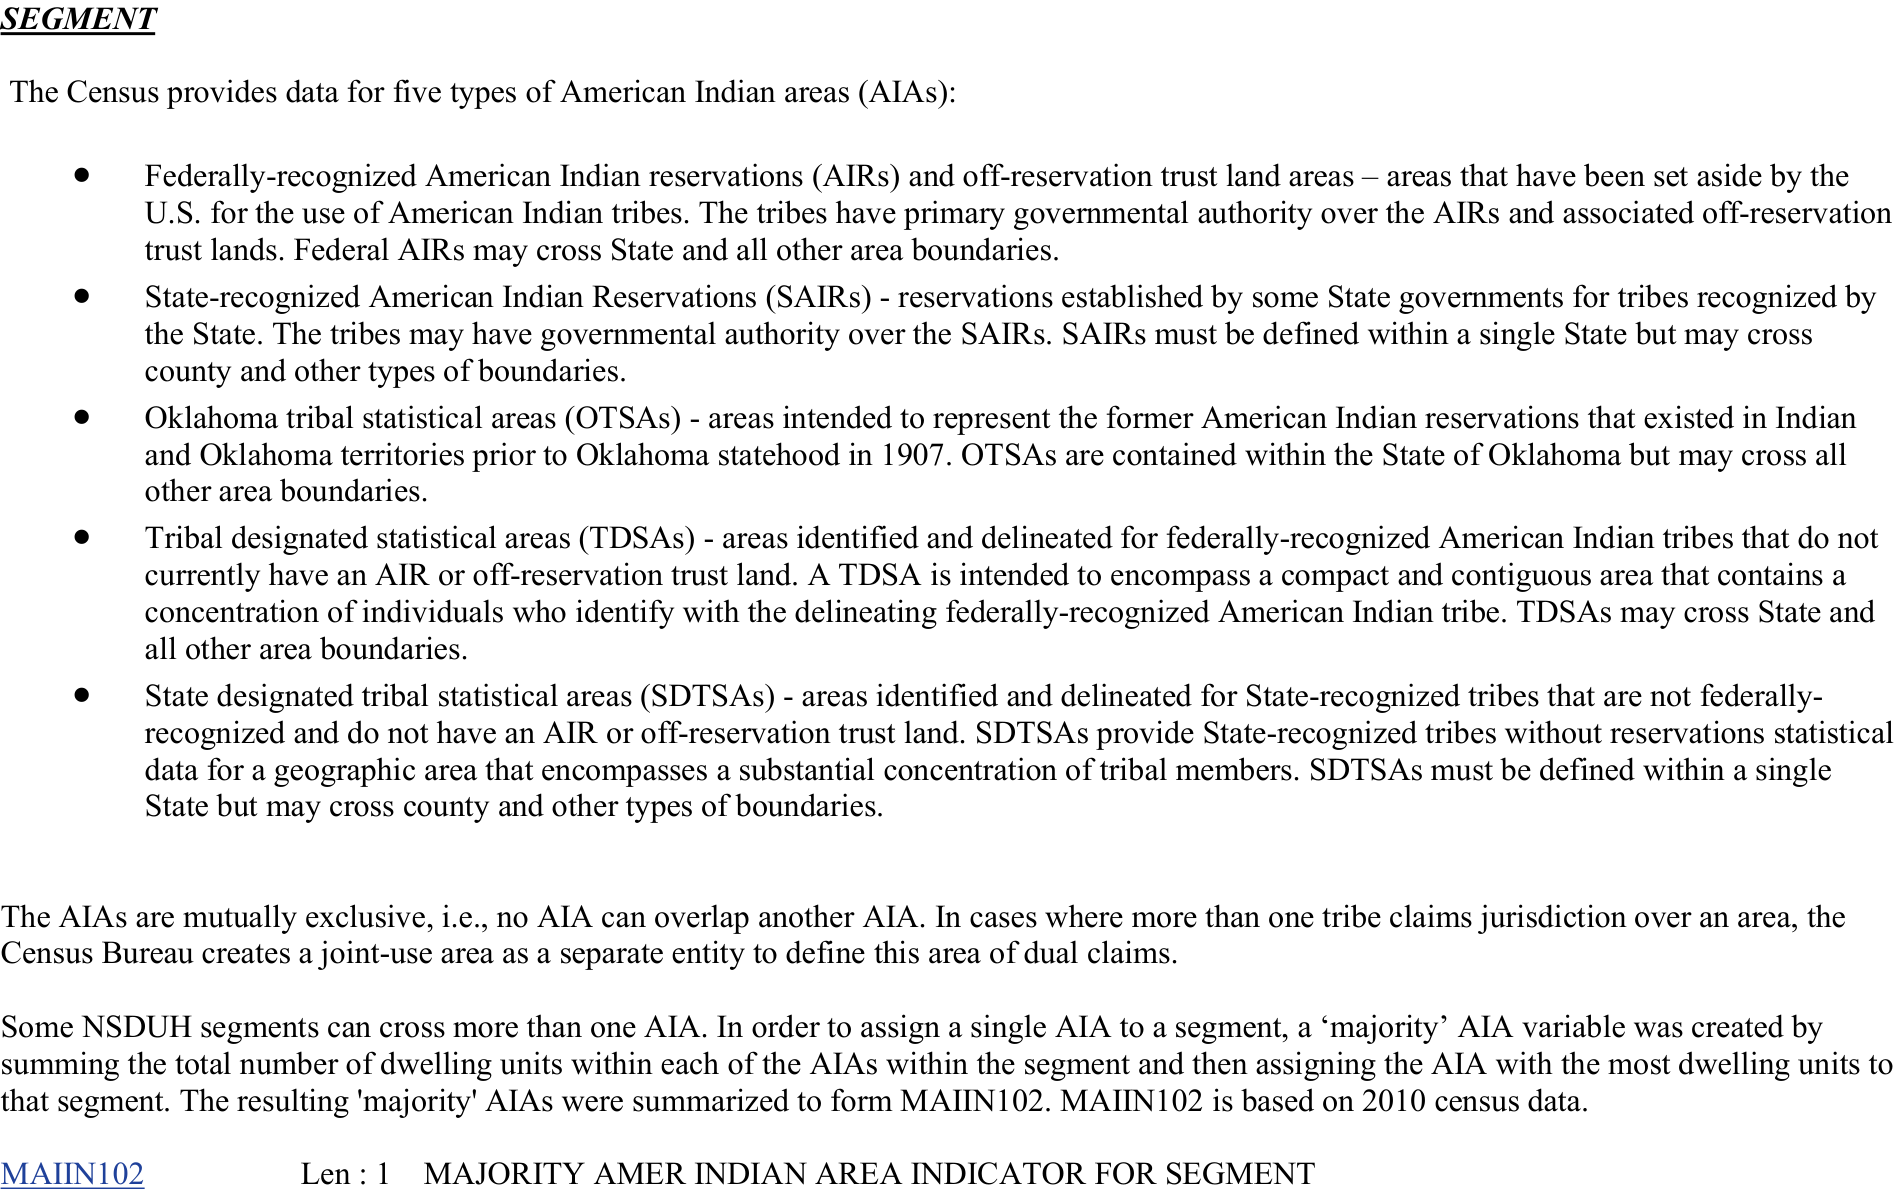 SEGMENT
The Census provides data for five types of American Indian areas (AIAs):
● Federally-recognized American Indian reservations (AIRs) and off-reservation trust land areas – areas that have been set aside by the
U.S. for the use of American Indian tribes. The tribes have primary governmental authority over the AIRs and associated off-reservation
trust lands. Federal AIRs may cross State and all other area boundaries.
● State-recognized American Indian Reservations (SAIRs) - reservations established by some State governments for tribes recognized by
the State. The tribes may have governmental authority over the SAIRs. SAIRs must be defined within a single State but may cross
county and other types of boundaries.
● Oklahoma tribal statistical areas (OTSAs) - areas intended to represent the former American Indian reservations that existed in Indian
and Oklahoma territories prior to Oklahoma statehood in 1907. OTSAs are contained within the State of Oklahoma but may cross all
other area boundaries.
● Tribal designated statistical areas (TDSAs) - areas identified and delineated for federally-recognized American Indian tribes that do not
currently have an AIR or off-reservation trust land. A TDSA is intended to encompass a compact and contiguous area that contains a
concentration of individuals who identify with the delineating federally-recognized American Indian tribe. TDSAs may cross State and
all other area boundaries.
● State designated tribal statistical areas (SDTSAs) - areas identified and delineated for State-recognized tribes that are not federally-
recognized and do not have an AIR or off-reservation trust land. SDTSAs provide State-recognized tribes without reservations statistical
data for a geographic area that encompasses a substantial concentration of tribal members. SDTSAs must be defined within a single
State but may cross county and other types of boundaries.
The AIAs are mutually exclusive, i.e., no AIA can overlap another AIA. In cases where more than one tribe claims jurisdiction over an area, the
Census Bureau creates a joint-use area as a separate entity to define this area of dual claims.
Some NSDUH segments can cross more than one AIA. In order to assign a single AIA to a segment, a ‘majority’ AIA variable was created by
summing the total number of dwelling units within each of the AIAs within the segment and then assigning the AIA with the most dwelling units to
that segment. The resulting 'majority' AIAs were summarized to form MAIIN102. MAIIN102 is based on 2010 census data.
MAIIN102 Len : 1 MAJORITY AMER INDIAN AREA INDICATOR FOR SEGMENT